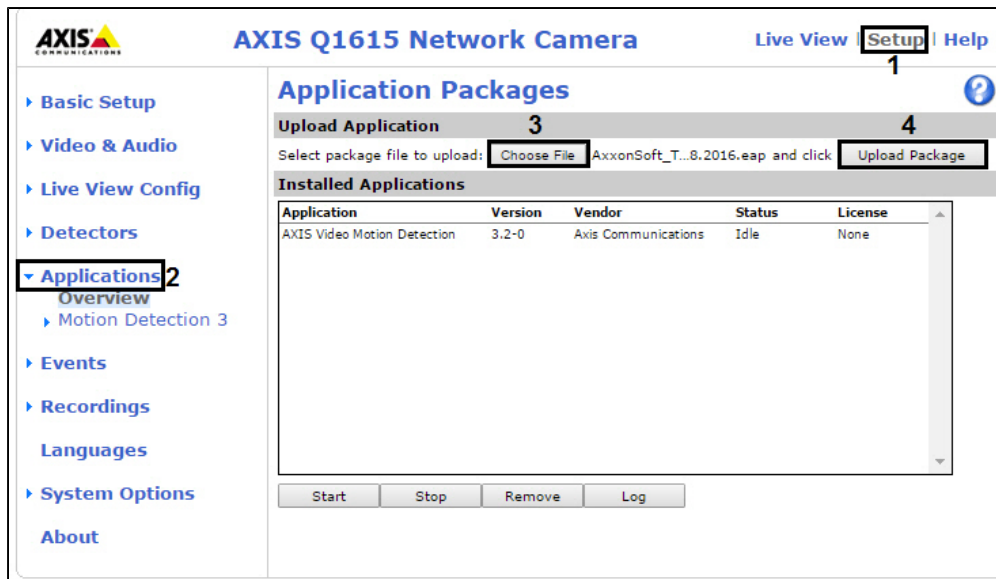 AXIS
COMMUNICATIONS
AXIS Q1615 Network Camera
Live View | Setup | Help
1
Basic Setup
Video & Audio
Live View Config
Detectors
Applications 2
Overview
Motion Detection 3
Events
Recordings
Languages
System Options
About
Application Packages
?
Upload Application
3
4
Select package file to upload: Choose File AxxonSoft_T...8.2016.eap and click Upload Package
Installed Applications
Application Version Vendor Status License
AXIS Video Motion Detection 3.2-0 Axis Communications Idle None
Start Stop Remove Log